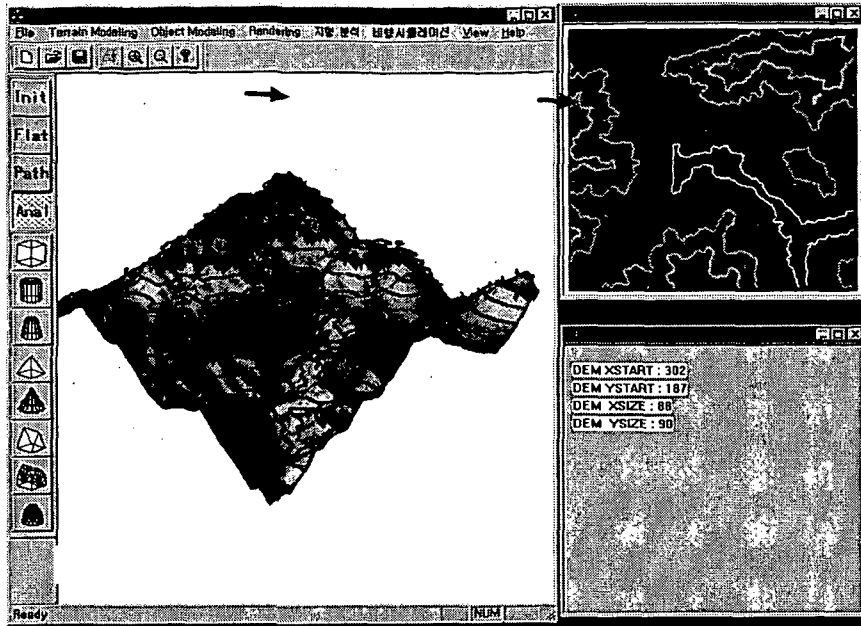 File Terrain Modeling Object Modeling Rendering 지형 분석 비행시뮬레이션 View Help
Init
Flat
Path
Anal
DEM XSTART : 302
DEM YSTART : 187
DEM XSIZE : 88
DEM YSIZE : 90
Ready
NUM